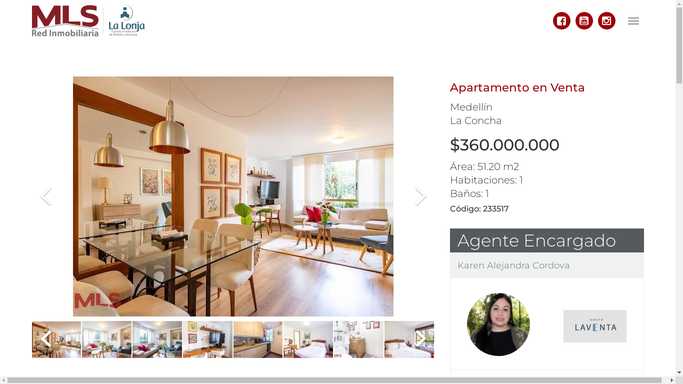 MLS
Red Inmobiliaria
La Lonja
Apartamento en Venta
Medellín
La Concha
$360.000.000
Área: 51.20 m2
Habitaciones: 1
Baños: 1
Código: 233517
MLS
Agente Encargado
Karen Alejandra Cordova
LAVENTA